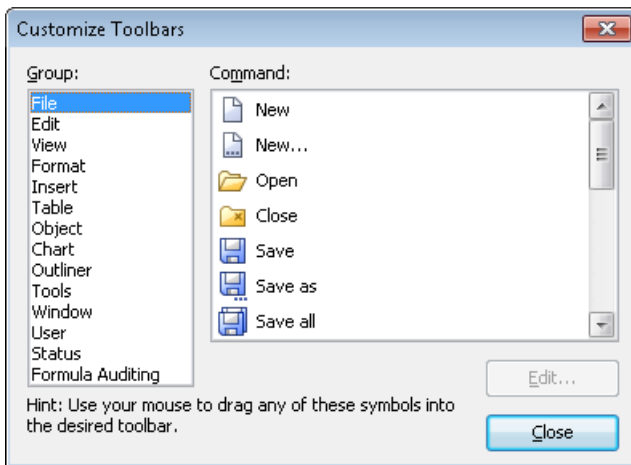 Customize Toolbars
Group:
File
Edit
View
Format
Insert
Table
Object
Chart
Outliner
Tools
Window
User
Status
Formula Auditing
Command:
New
New...
Open
Close
Save
Save as
Save all
Edit...
Hint: Use your mouse to drag any of these symbols into
the desired toolbar.
Close